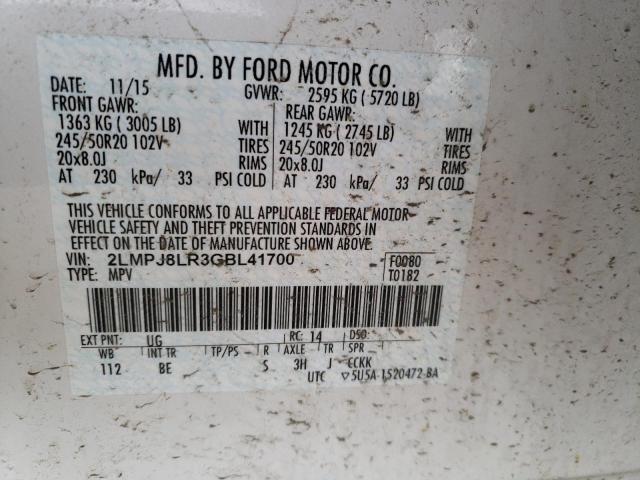 MFD. BY FORD MOTOR CO.
DATE: 11/15 GVWR: 2595 KG ( 5720 LB)
FRONT GAWR: REAR GAWR:
1363 KG ( 3005 LB) WITH 1245 KG ( 2745 LB) WITH
245/50R20 102V TIRES 245/50R20 102V TIRES
20x8.0J RIMS 20x8.0J RIMS
AT 230 kPa/ 33 PSI COLD AT 230 kPa/ 33 PSI COLD
THIS VEHICLE CONFORMS TO ALL APPLICABLE FEDERAL MOTOR
VEHICLE SAFETY AND THEFT PREVENTION STANDARDS IN
EFFECT ON THE DATE OF MANUFACTURE SHOWN ABOVE.
VIN: 2LMPJ8LR3GBL41700 F0080
TYPE: MPV T0182
EXT PNT: UG RC: 14 DSO:
WB INT TR TP/PS R AXLE TR SPR
112 BE S 3H J CCKK
UTC ▽5U5A-1520472-BA